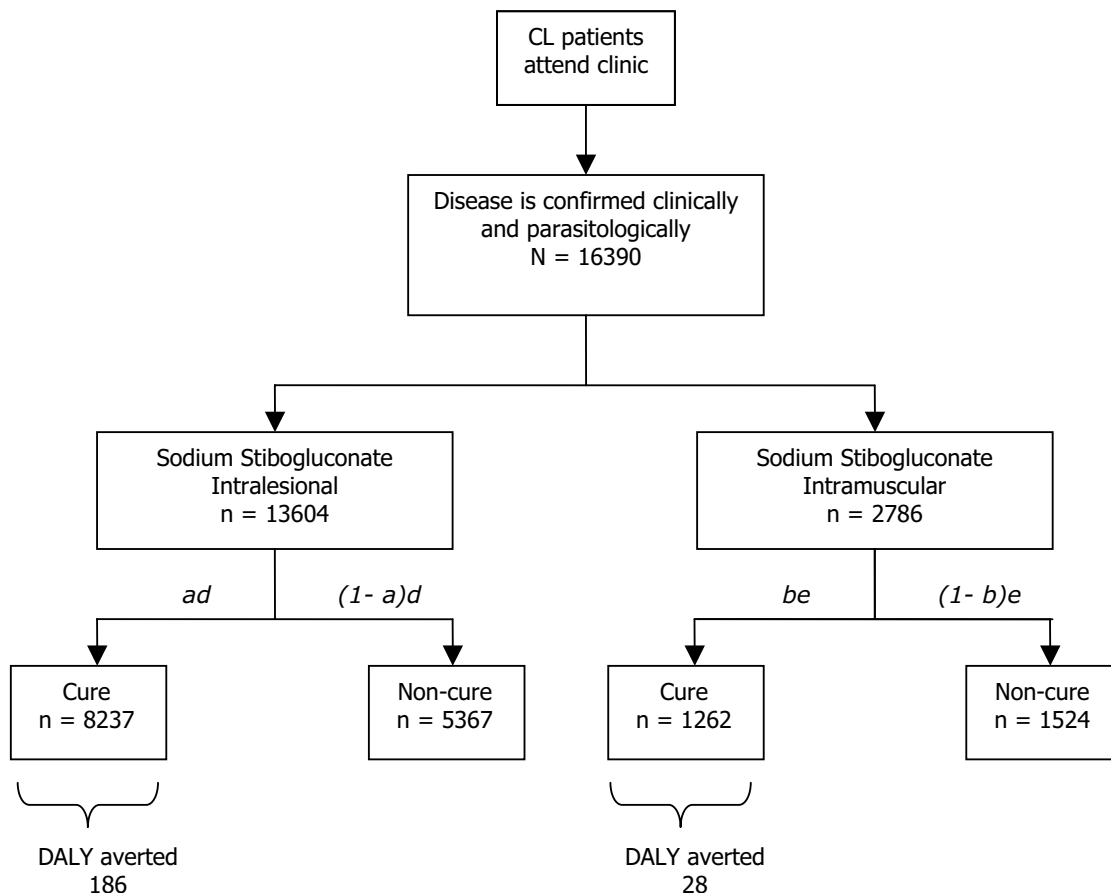 CL patients
attend clinic
Disease is confirmed clinically
and parasitologically
N = 16390
Sodium Stibogluconate
Intralesional
n = 13604
Sodium Stibogluconate
Intramuscular
n = 2786
ad
(1- a)d
be
(1- b)e
Cure
n = 8237
Non-cure
n = 5367
Cure
n = 1262
Non-cure
n = 1524
DALY averted
186
DALY averted
28